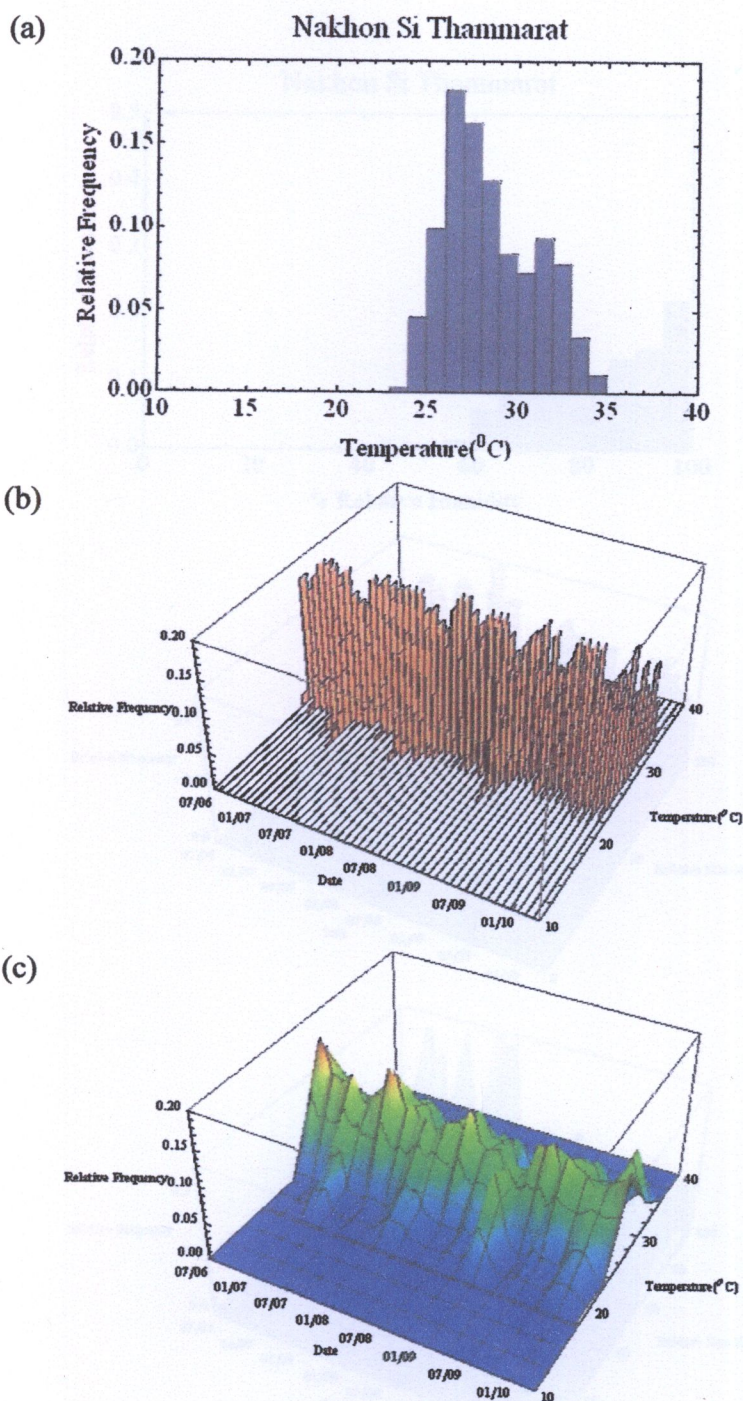 (a)
Nakhon Si Thammarat
Relative Frequency
0.20
0.15
0.10
0.05
0.00
10 15 20 25 30 35 40
Temperature(⁰C)
(b)
0.20
0.15
Relative Frequency 0.10
0.05
0.00
07/06 01/07 07/07 01/08 07/08 01/09 07/09 01/10
Date
10 20 30 40
Temperature(⁰C)
(c)
0.20
0.15
Relative Frequency 0.10
0.05
0.00
07/06 01/07 07/07 01/08 07/08 01/09 07/09 01/10
Date
10 20 30 40
Temperature(⁰C)